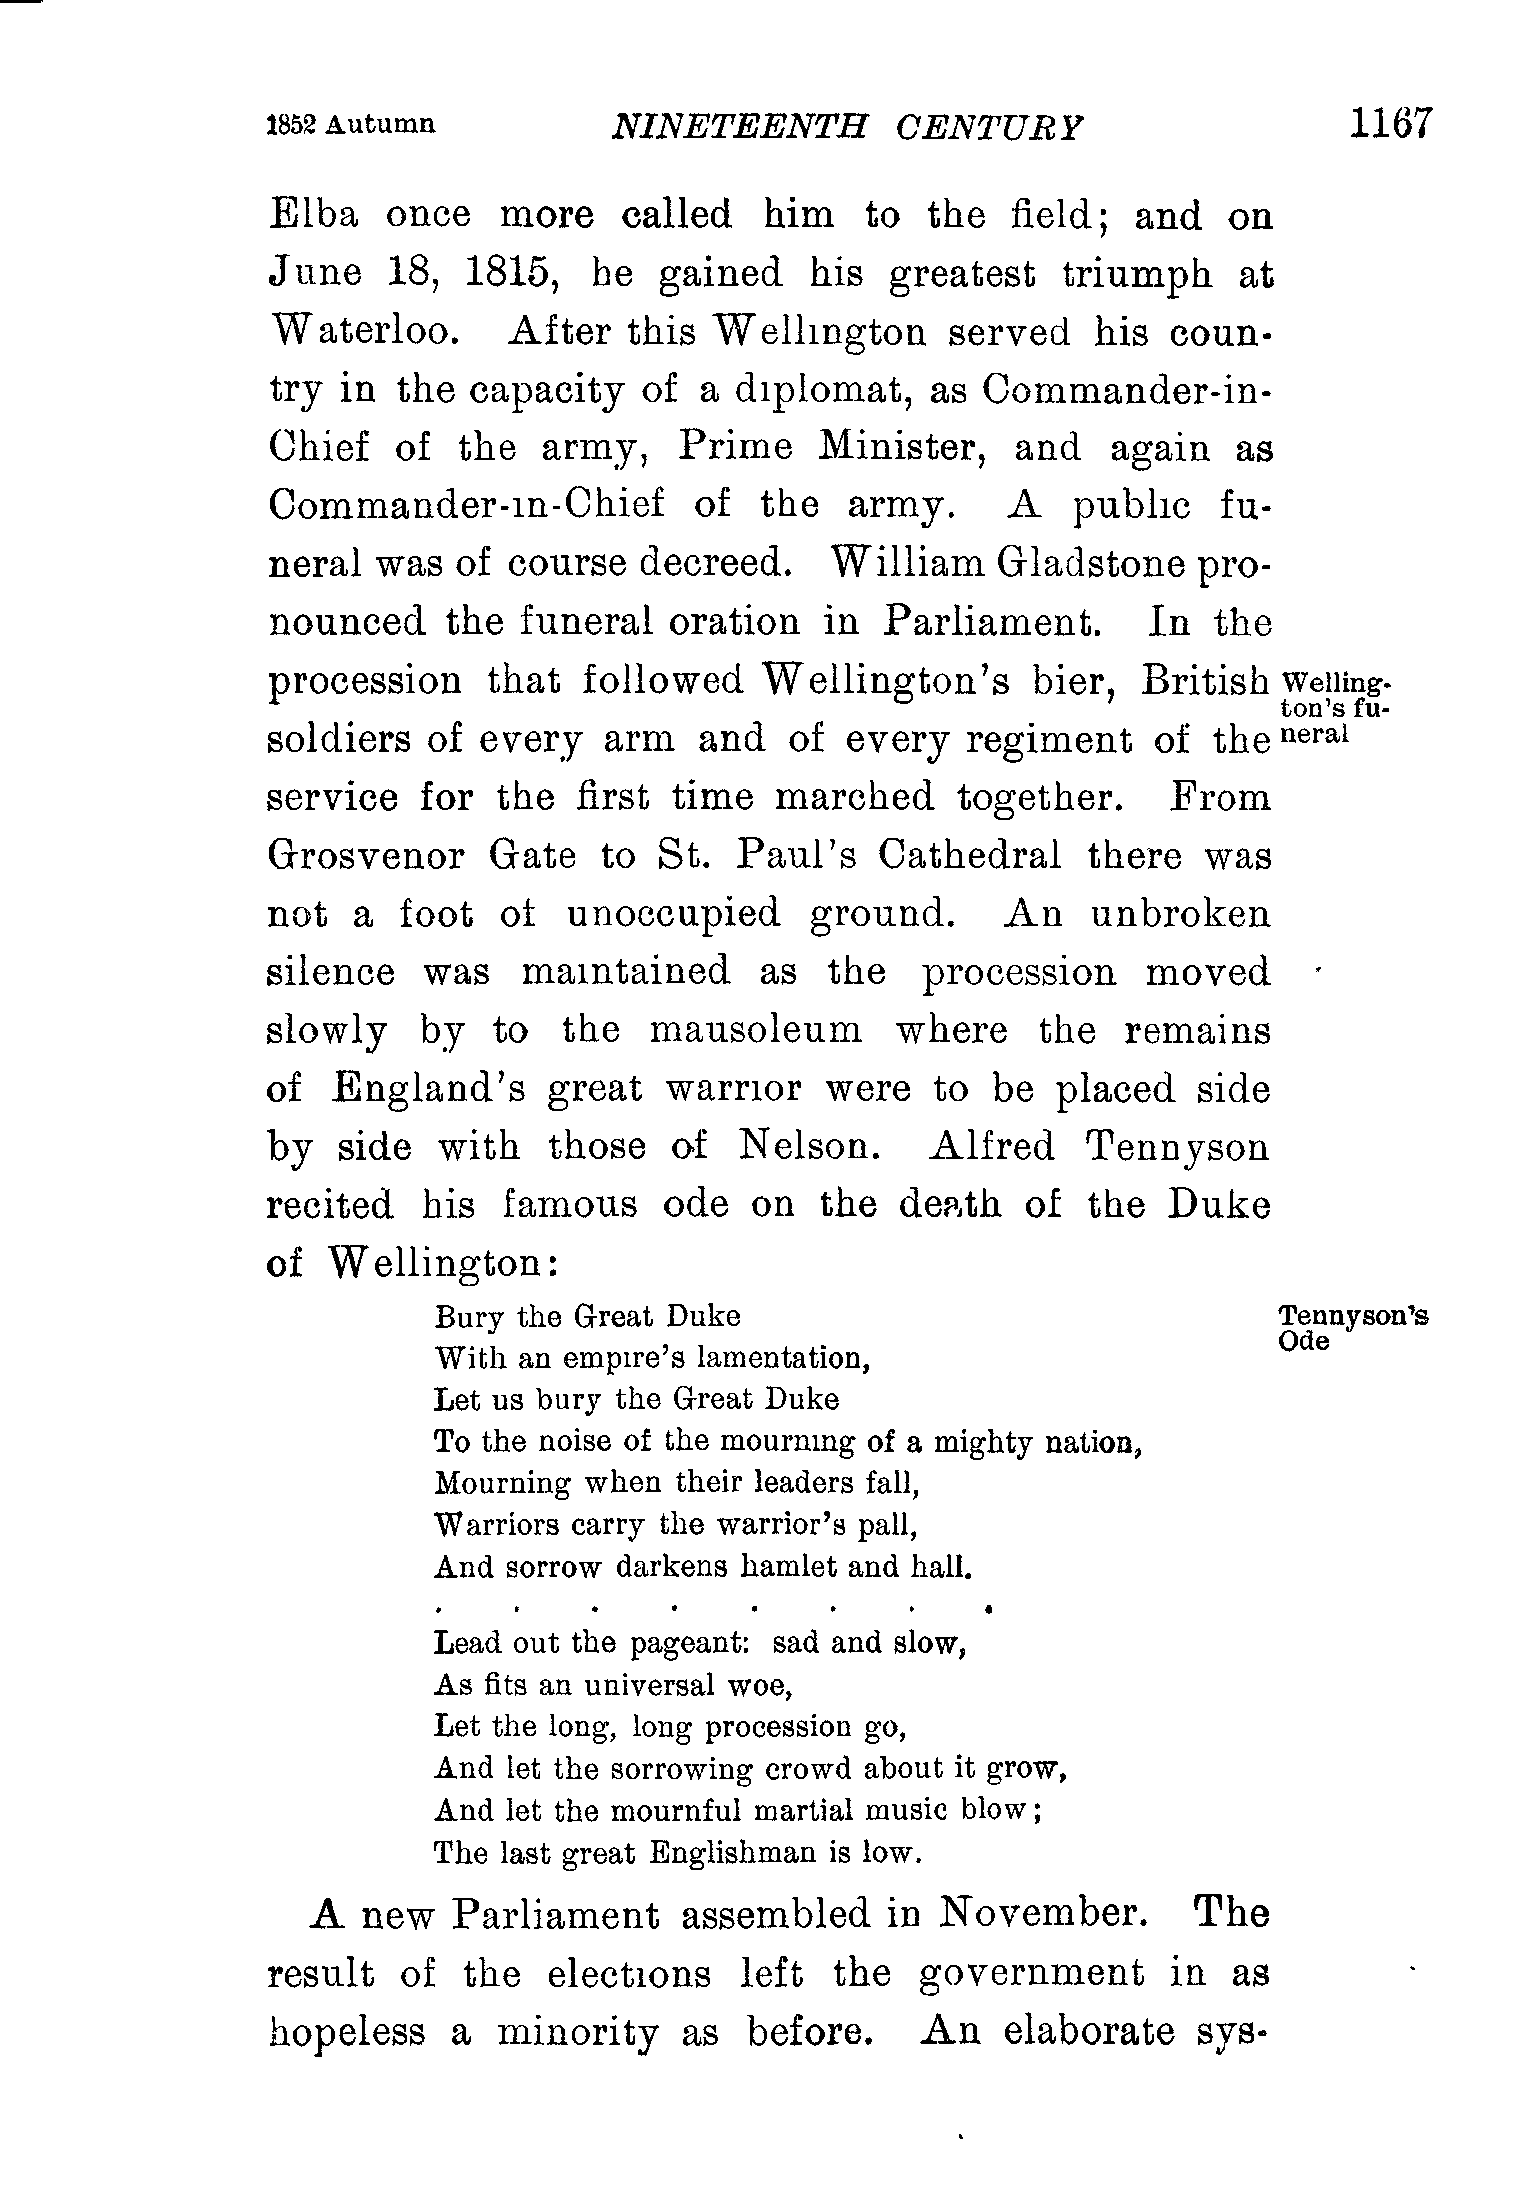 1852 Autumn NINETEENTH CENTURY 1167
Elba once more called him to the field; and on
June 18, 1815, he gained his greatest triumph at
Waterloo. After this Wellington served his coun-
try in the capacity of a diplomat, as Commander-in-
Chief of the army, Prime Minister, and again as
Commander-in-Chief of the army. A public fu-
neral was of course decreed. William Gladstone pro-
nounced the funeral oration in Parliament. In the
procession that followed Wellington's bier, British
soldiers of every arm and of every regiment of the
Welling-
ton's fu-
neral
service for the first time marched together. From
Grosvenor Gate to St. Paul's Cathedral there was
not a foot of unoccupied ground. An unbroken
silence was maintained as the procession moved
slowly by to the mausoleum where the remains
of England's great warrior were to be placed side
by side with those of Nelson. Alfred Tennyson
recited his famous ode on the death of the Duke
of Wellington:
Tennyson's
Ode
Bury the Great Duke
With an empire's lamentation,
Let us bury the Great Duke
To the noise of the mourning of a mighty nation,
Mourning when their leaders fall,
Warriors carry the warrior's pall,
And sorrow darkens hamlet and hall.
. . . . . . . .
Lead out the pageant: sad and slow,
As fits an universal woe,
Let the long, long procession go,
And let the sorrowing crowd about it grow,
And let the mournful martial music blow;
The last great Englishman is low.
A new Parliament assembled in November. The
result of the elections left the government in as
hopeless a minority as before. An elaborate sys-